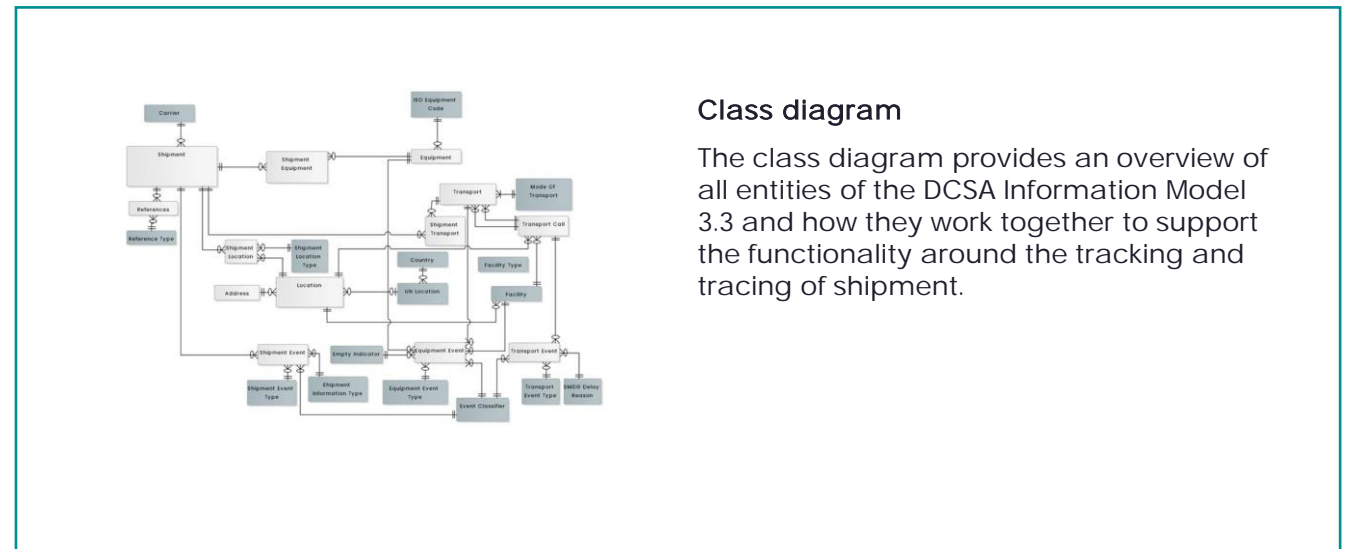 Class diagram
The class diagram provides an overview of
all entities of the DCSA Information Model
3.3 and how they work together to support
the functionality around the tracking and
tracing of shipment.
Carrier
ISO Equipment
Code
Shipment
Shipment
Equipment
Equipment
Transport
Mode Of
Transport
References
Shipment
Transport
Transport Call
Reference Type
Shipment
Location
Shipment
Location
Type
Country
Facility Type
Address
Location
UN Location
Facility
Shipment Event
Empty Indicator
Equipment Event
Transport Event
Shipment Event
Type
Shipment
Information Type
Equipment Event
Type
Event Classifier
Transport
Event Type
SMDG Delay
Reason